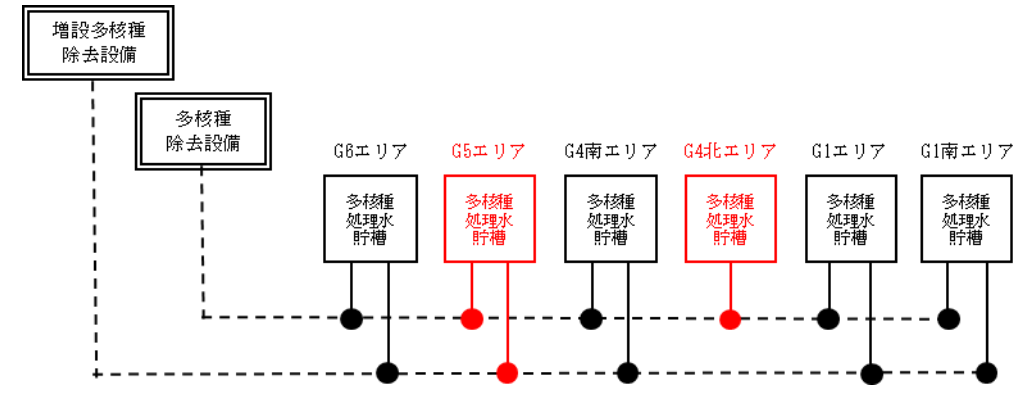 増設多核種
除去設備
多核種
除去設備
G6エリア
G5エリア
G4南エリア
G4北エリア
G1エリア
G1南エリア
多核種
処理水
貯槽
多核種
処理水
貯槽
多核種
処理水
貯槽
多核種
処理水
貯槽
多核種
処理水
貯槽
多核種
処理水
貯槽